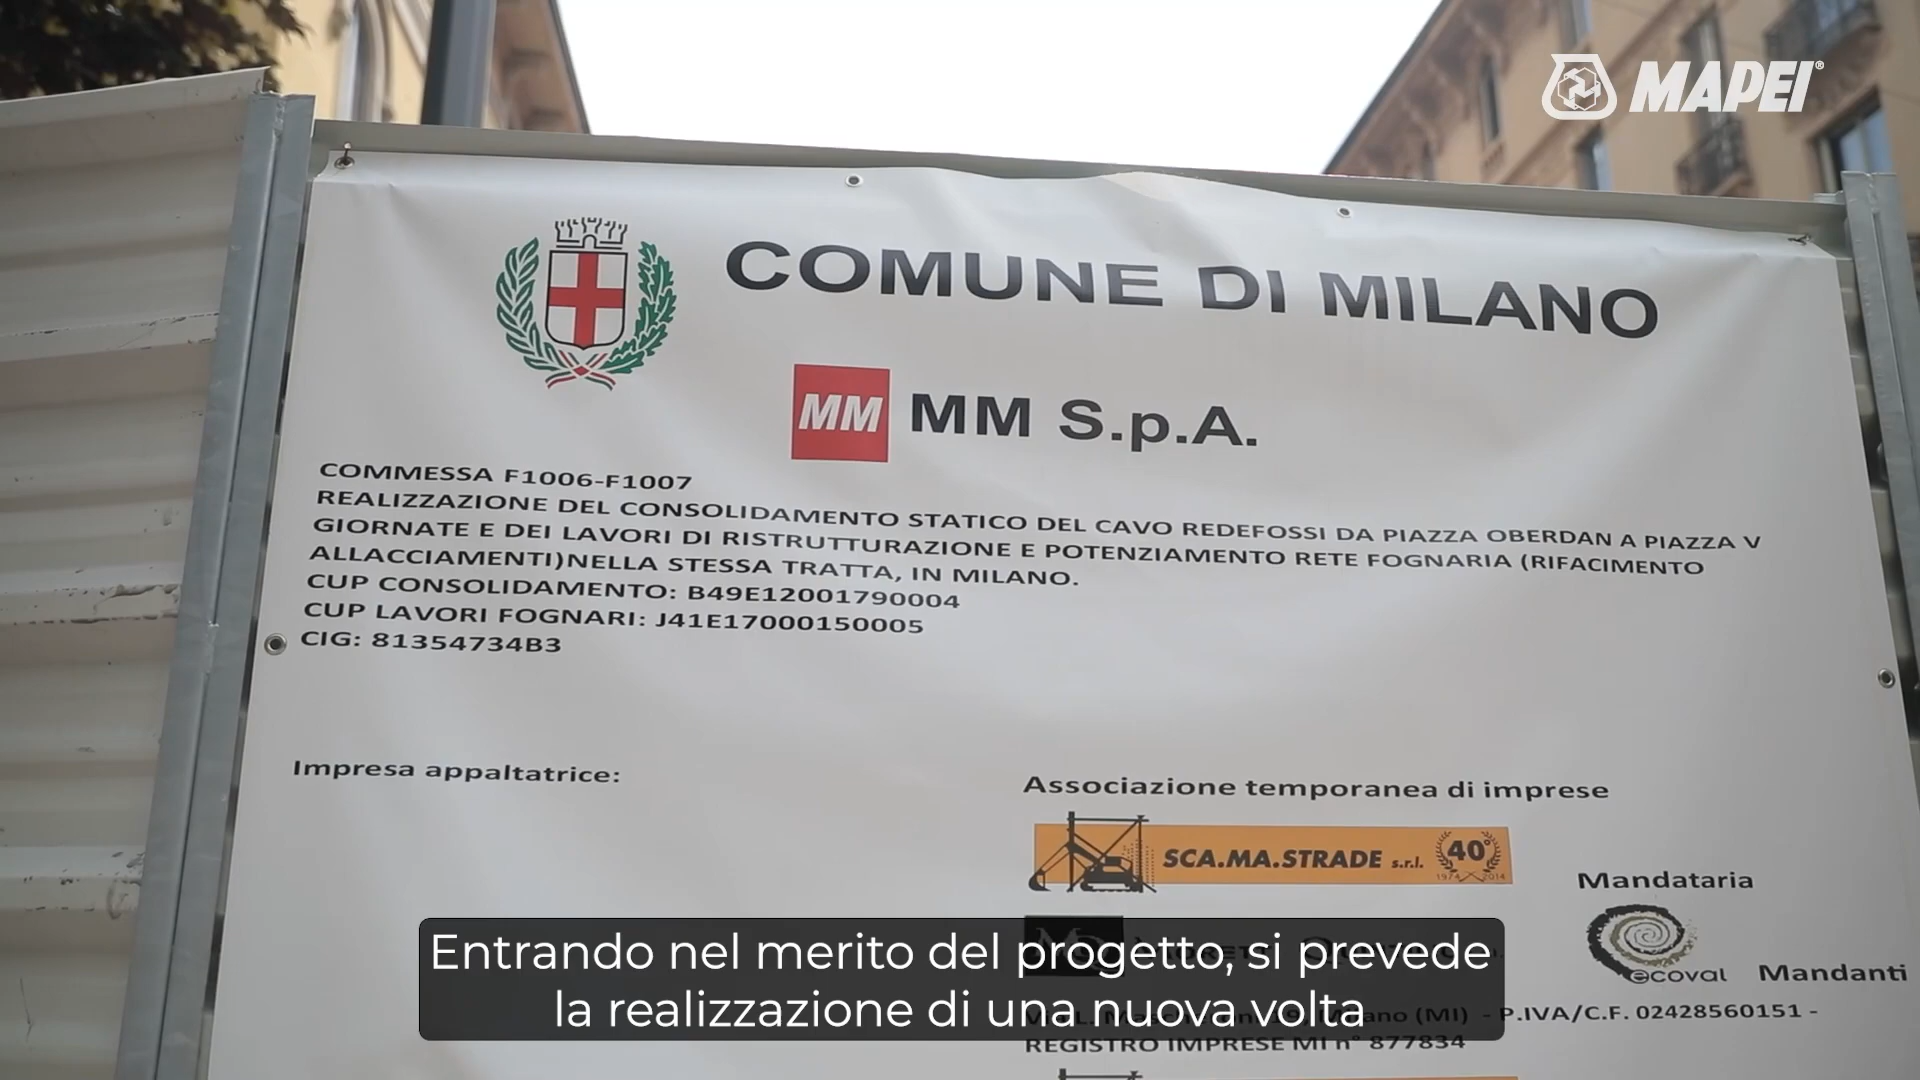 MAPEI®
COMUNE DI MILANO
MM MM S.p.A.
COMMESSA F1006-F1007
REALIZZAZIONE DEL CONSOLIDAMENTO STATICO DEL CAVO REDEFOSSI DA PIAZZA OBERDAN A PIAZZA V
GIORNATE E DEI LAVORI DI RISTRUTTURAZIONE E POTENZIAMENTO RETE FOGNARIA (RIFACIMENTO
ALLACCIAMENTI)NELLA STESSA TRATTA, IN MILANO.
CUP CONSOLIDAMENTO: B49E12001790004
CUP LAVORI FOGNARI: J41E17000150005
CIG: 81354734B3
Impresa appaltatrice:
Associazione temporanea di imprese
SCA.MA.STRADE s.r.l. 40°
1974 2014
Mandataria
ecoval Mandanti
Entrando nel merito del progetto, si prevede
la realizzazione di una nuova volta
Milano (MI) - P.IVA/C.F. 02428560151 -
REGISTRO IMPRESE MI n° 877834